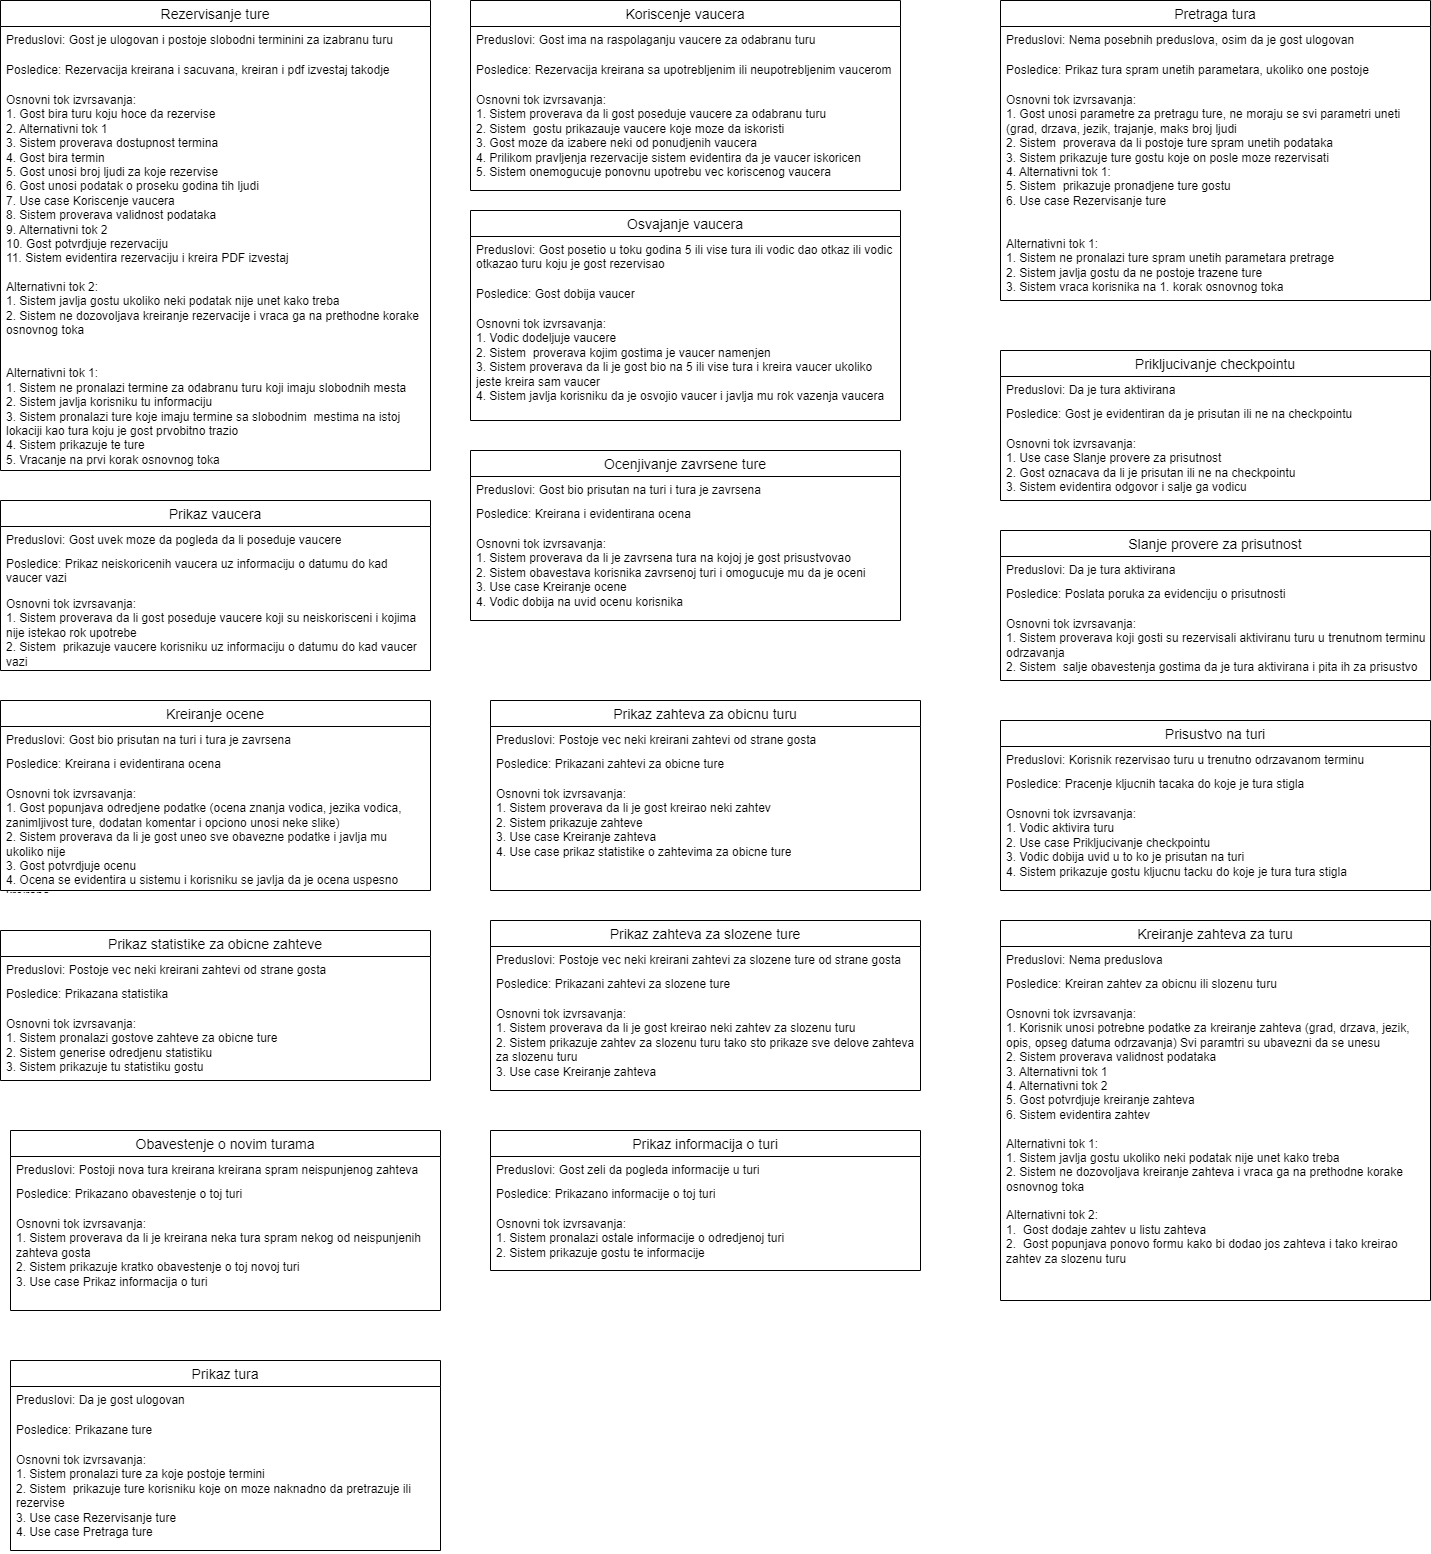 Rezervisanje ture
Preduslovi: Gost je ulogovan i postoje slobodni terminini za izabranu turu
Posledice: Rezervacija kreirana i sacuvana, kreiran i pdf izvestaj takodje
Osnovni tok izvrsavanja:
1. Gost bira turu koju hoce da rezervise
2. Alternativni tok 1
3. Sistem proverava dostupnost termina
4. Gost bira termin
5. Gost unosi broj ljudi za koje rezervise
6. Gost unosi podatak o proseku godina tih ljudi
7. Use case Koriscenje vaucera
8. Sistem proverava validnost podataka
9. Alternativni tok 2
10. Gost potvrdjuje rezervaciju
11. Sistem evidentira rezervaciju i kreira PDF izvestaj
Alternativni tok 2:
1. Sistem javlja gostu ukoliko neki podatak nije unet kako treba
2. Sistem ne dozovoljava kreiranje rezervacije i vraca ga na prethodne korake
osnovnog toka
Alternativni tok 1:
1. Sistem ne pronalazi termine za odabranu turu koji imaju slobodnih mesta
2. Sistem javlja korisniku tu informaciju
3. Sistem pronalazi ture koje imaju termine sa slobodnim  mestima na istoj
lokaciji kao tura koju je gost prvobitno trazio
4. Sistem prikazuje te ture
5. Vracanje na prvi korak osnovnog toka
Koriscenje vaucera
Preduslovi: Gost ima na raspolaganju vaucere za odabranu turu
Posledice: Rezervacija kreirana sa upotrebljenim ili neupotrebljenim vaucerom
Osnovni tok izvrsavanja:
1. Sistem proverava da li gost poseduje vaucere za odabranu turu
2. Sistem  gostu prikazauje vaucere koje moze da iskoristi
3. Gost moze da izabere neki od ponudjenih vaucera
4. Prilikom pravljenja rezervacije sistem evidentira da je vaucer iskoricen
5. Sistem onemogucuje ponovnu upotrebu vec koriscenog vaucera
Pretraga tura
Preduslovi: Nema posebnih preduslova, osim da je gost ulogovan
Posledice: Prikaz tura spram unetih parametara, ukoliko one postoje
Osnovni tok izvrsavanja:
1. Gost unosi parametre za pretragu ture, ne moraju se svi parametri uneti
(grad, drzava, jezik, trajanje, maks broj ljudi
2. Sistem  proverava da li postoje ture spram unetih podataka
3. Sistem prikazuje ture gostu koje on posle moze rezervisati
4. Alternativni tok 1:
5. Sistem  prikazuje pronadjene ture gostu
6. Use case Rezervisanje ture
Alternativni tok 1:
1. Sistem ne pronalazi ture spram unetih parametara pretrage
2. Sistem javlja gostu da ne postoje trazene ture
3. Sistem vraca korisnika na 1. korak osnovnog toka
Osvajanje vaucera
Preduslovi: Gost posetio u toku godina 5 ili vise tura ili vodic dao otkaz ili vodic
otkazao turu koju je gost rezervisao
Posledice: Gost dobija vaucer
Osnovni tok izvrsavanja:
1. Vodic dodeljuje vaucere
2. Sistem  proverava kojim gostima je vaucer namenjen
3. Sistem proverava da li je gost bio na 5 ili vise tura i kreira vaucer ukoliko
jeste kreira sam vaucer
4. Sistem javlja korisniku da je osvojio vaucer i javlja mu rok vazenja vaucera
Prikljucivanje checkpointu
Preduslovi: Da je tura aktivirana
Posledice: Gost je evidentiran da je prisutan ili ne na checkpointu
Osnovni tok izvrsavanja:
1. Use case Slanje provere za prisutnost
2. Gost oznacava da li je prisutan ili ne na checkpointu
3. Sistem evidentira odgovor i salje ga vodicu
Ocenjivanje zavrsene ture
Preduslovi: Gost bio prisutan na turi i tura je zavrsena
Posledice: Kreirana i evidentirana ocena
Osnovni tok izvrsavanja:
1. Sistem proverava da li je zavrsena tura na kojoj je gost prisustvovao
2. Sistem obavestava korisnika zavrsenoj turi i omogucuje mu da je oceni
3. Use case Kreiranje ocene
4. Vodic dobija na uvid ocenu korisnika
Prikaz vaucera
Preduslovi: Gost uvek moze da pogleda da li poseduje vaucere
Posledice: Prikaz neiskoricenih vaucera uz informaciju o datumu do kad
vaucer vazi
Osnovni tok izvrsavanja:
1. Sistem proverava da li gost poseduje vaucere koji su neiskorisceni i kojima
nije istekao rok upotrebe
2. Sistem  prikazuje vaucere korisniku uz informaciju o datumu do kad vaucer
vazi
Slanje provere za prisutnost
Preduslovi: Da je tura aktivirana
Posledice: Poslata poruka za evidenciju o prisutnosti
Osnovni tok izvrsavanja:
1. Sistem proverava koji gosti su rezervisali aktiviranu turu u trenutnom terminu
odrzavanja
2. Sistem  salje obavestenja gostima da je tura aktivirana i pita ih za prisustvo
Kreiranje ocene
Preduslovi: Gost bio prisutan na turi i tura je zavrsena
Posledice: Kreirana i evidentirana ocena
Osnovni tok izvrsavanja:
1. Gost popunjava odredjene podatke (ocena znanja vodica, jezika vodica,
zanimljivost ture, dodatan komentar i opciono unosi neke slike)
2. Sistem proverava da li je gost uneo sve obavezne podatke i javlja mu
ukoliko nije
3. Gost potvrdjuje ocenu
4. Ocena se evidentira u sistemu i korisniku se javlja da je ocena uspesno
Prikaz zahteva za obicnu turu
Preduslovi: Postoje vec neki kreirani zahtevi od strane gosta
Posledice: Prikazani zahtevi za obicne ture
Osnovni tok izvrsavanja:
1. Sistem proverava da li je gost kreirao neki zahtev
2. Sistem prikazuje zahteve
3. Use case Kreiranje zahteva
4. Use case prikaz statistike o zahtevima za obicne ture
Prisustvo na turi
Preduslovi: Korisnik rezervisao turu u trenutno odrzavanom terminu
Posledice: Pracenje kljucnih tacaka do koje je tura stigla
Osnovni tok izvrsavanja:
1. Vodic aktivira turu
2. Use case Prikljucivanje checkpointu
3. Vodic dobija uvid u to ko je prisutan na turi
4. Sistem prikazuje gostu kljucnu tacku do koje je tura tura stigla
Prikaz statistike za obicne zahteve
Preduslovi: Postoje vec neki kreirani zahtevi od strane gosta
Posledice: Prikazana statistika
Osnovni tok izvrsavanja:
1. Sistem pronalazi gostove zahteve za obicne ture
2. Sistem generise odredjenu statistiku
3. Sistem prikazuje tu statistiku gostu
Prikaz zahteva za slozene ture
Preduslovi: Postoje vec neki kreirani zahtevi za slozene ture od strane gosta
Posledice: Prikazani zahtevi za slozene ture
Osnovni tok izvrsavanja:
1. Sistem proverava da li je gost kreirao neki zahtev za slozenu turu
2. Sistem prikazuje zahtev za slozenu turu tako sto prikaze sve delove zahteva
za slozenu turu
3. Use case Kreiranje zahteva
Kreiranje zahteva za turu
Preduslovi: Nema preduslova
Posledice: Kreiran zahtev za obicnu ili slozenu turu
Osnovni tok izvrsavanja:
1. Korisnik unosi potrebne podatke za kreiranje zahteva (grad, drzava, jezik,
opis, opseg datuma odrzavanja) Svi paramtri su ubavezni da se unesu
2. Sistem proverava validnost podataka
3. Alternativni tok 1
4. Alternativni tok 2
5. Gost potvrdjuje kreiranje zahteva
6. Sistem evidentira zahtev
Alternativni tok 1:
1. Sistem javlja gostu ukoliko neki podatak nije unet kako treba
2. Sistem ne dozovoljava kreiranje zahteva i vraca ga na prethodne korake
osnovnog toka
Alternativni tok 2:
1.  Gost dodaje zahtev u listu zahteva
2.  Gost popunjava ponovo formu kako bi dodao jos zahteva i tako kreirao
zahtev za slozenu turu
Obavestenje o novim turama
Preduslovi: Postoji nova tura kreirana kreirana spram neispunjenog zahteva
Posledice: Prikazano obavestenje o toj turi
Osnovni tok izvrsavanja:
1. Sistem proverava da li je kreirana neka tura spram nekog od neispunjenih
zahteva gosta
2. Sistem prikazuje kratko obavestenje o toj novoj turi
3. Use case Prikaz informacija o turi
Prikaz informacija o turi
Preduslovi: Gost zeli da pogleda informacije u turi
Posledice: Prikazano informacije o toj turi
Osnovni tok izvrsavanja:
1. Sistem pronalazi ostale informacije o odredjenoj turi
2. Sistem prikazuje gostu te informacije
Prikaz tura
Preduslovi: Da je gost ulogovan
Posledice: Prikazane ture
Osnovni tok izvrsavanja:
1. Sistem pronalazi ture za koje postoje termini
2. Sistem  prikazuje ture korisniku koje on moze naknadno da pretrazuje ili
rezervise
3. Use case Rezervisanje ture
4. Use case Pretraga ture